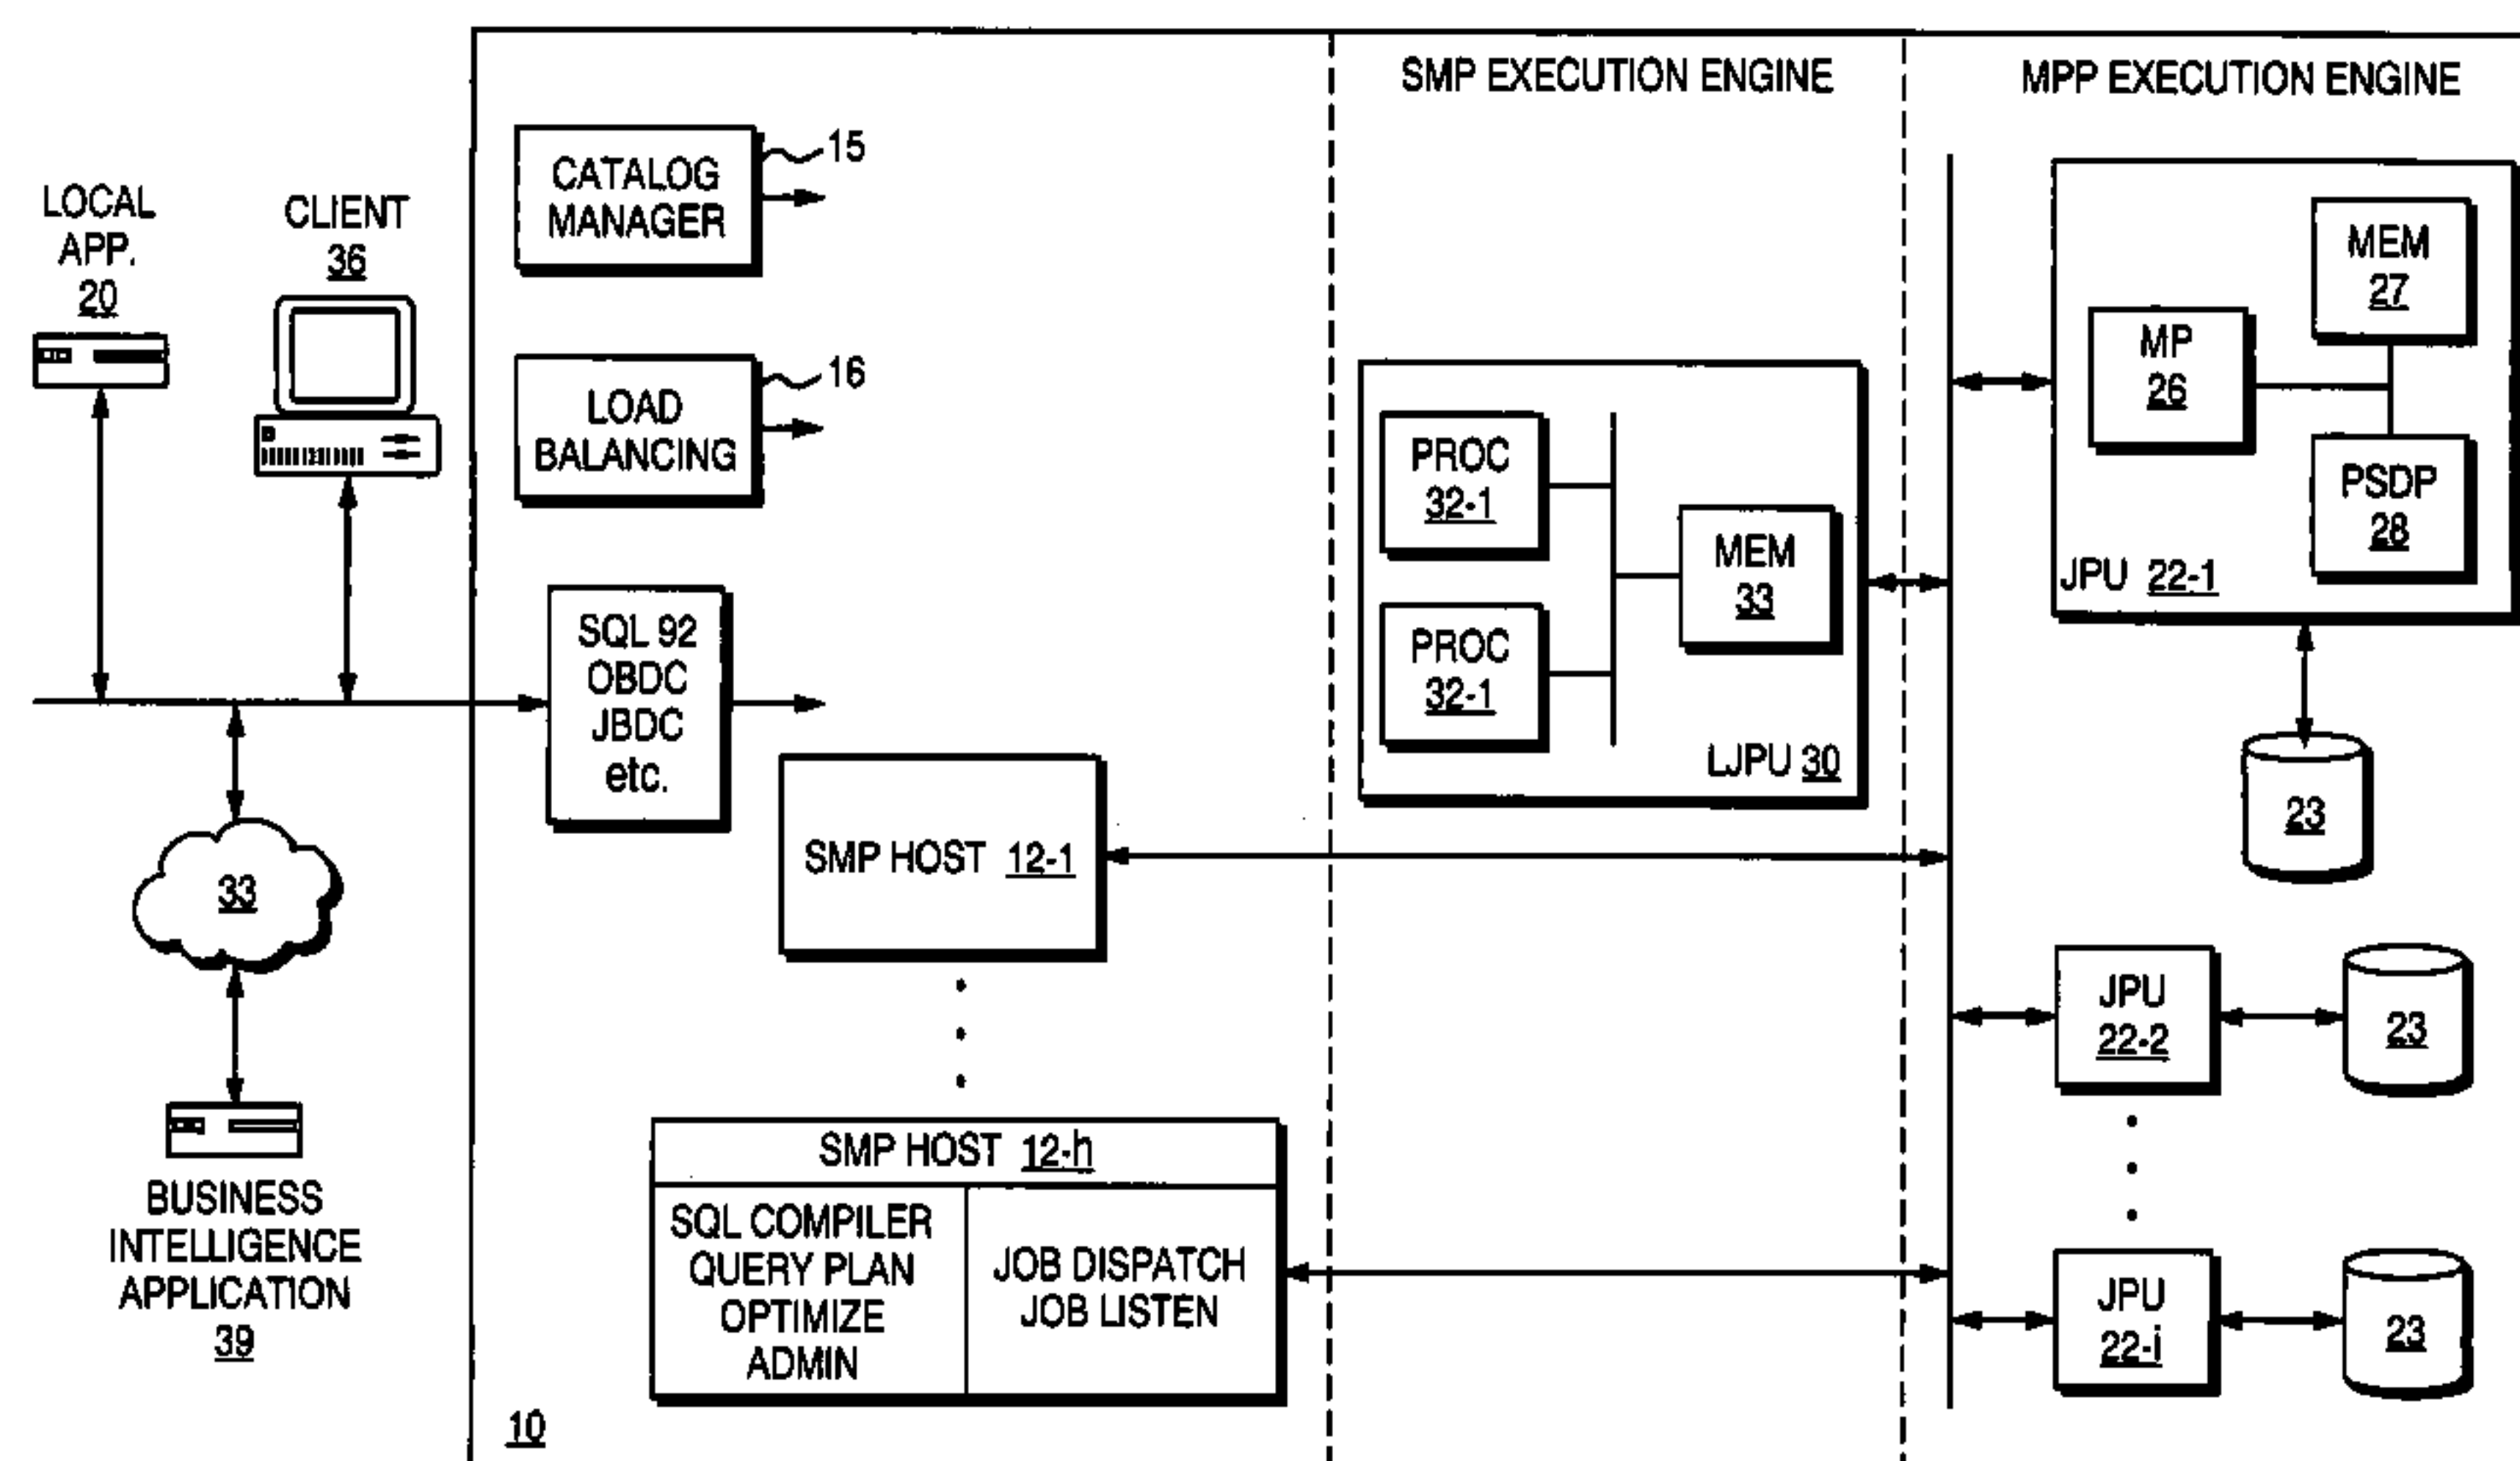 SMP EXECUTION ENGINE
MPP EXECUTION ENGINE
LOCAL
APP.
20
CLIENT
36
CATALOG
MANAGER
15
LOAD
BALANCING
16
SQL 92
OBDC
JBDC
etc.
33
BUSINESS
INTELLIGENCE
APPLICATION
39
SMP HOST 12-1
SMP HOST 12-h
SQL COMPILER
QUERY PLAN
OPTIMIZE
ADMIN
JOB DISPATCH
JOB LISTEN
10
PROC
32-1
PROC
32-1
MEM
33
LJPU 30
MEM
27
MP
26
PSDP
28
JPU 22-1
23
JPU
22-2
23
JPU
22-i
23